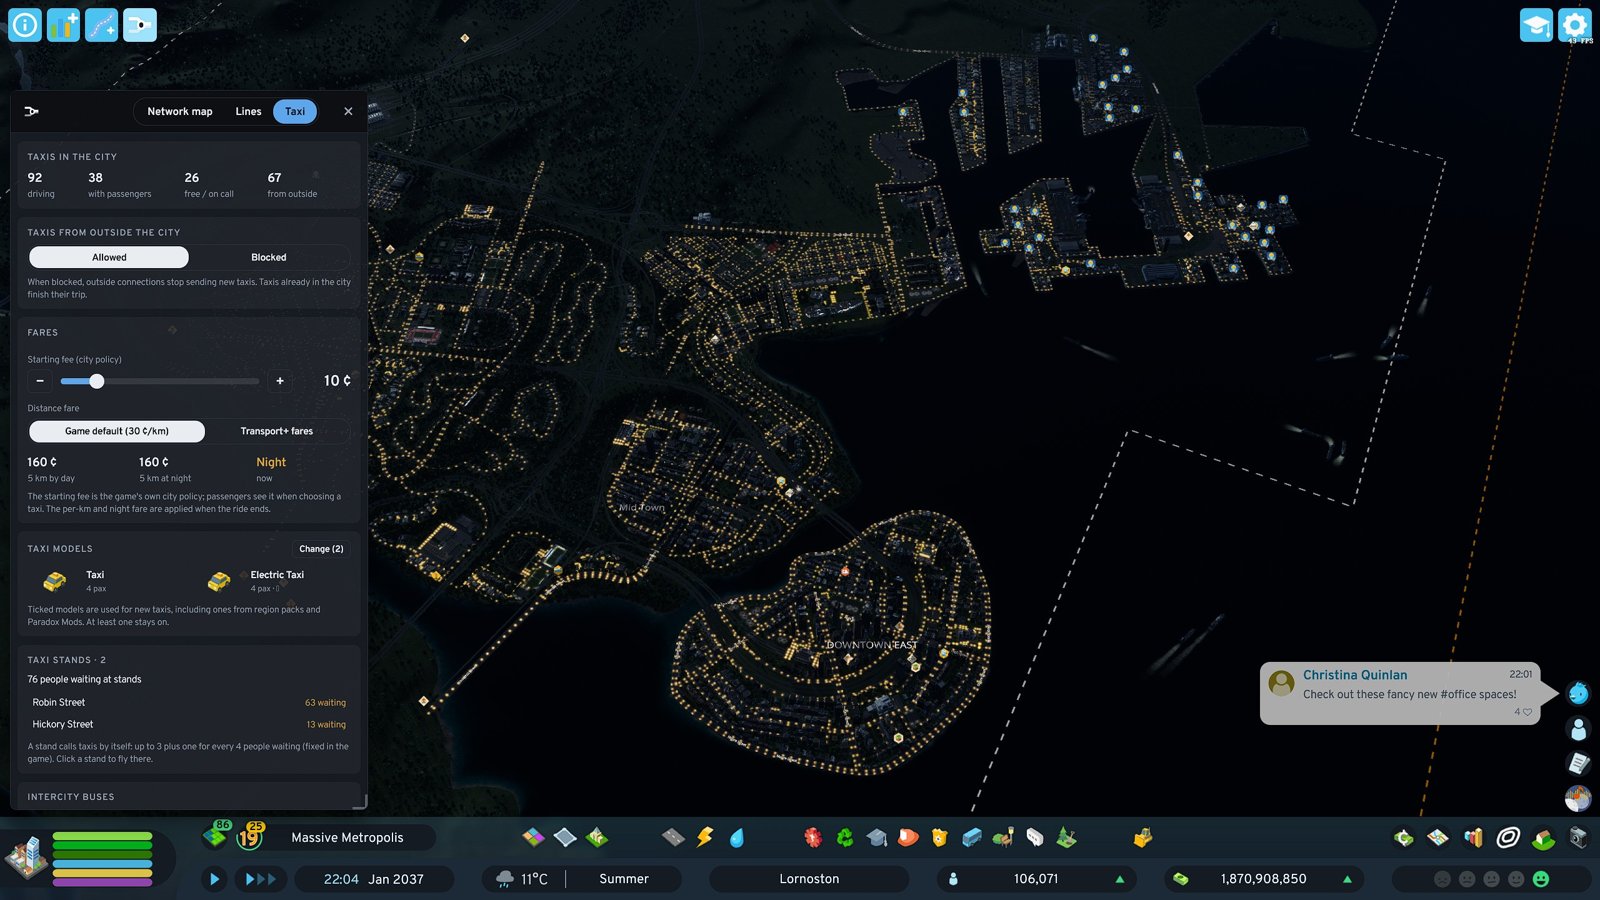 43 FPS
Network map
Lines
Taxi
TAXIS IN THE CITY
92
38
26
67
driving
with passengers
free / on call
from outside
TAXIS FROM OUTSIDE THE CITY
Allowed
Blocked
When blocked, outside connections stop sending new taxis. Taxis already in the city
finish their trip.
FARES
Starting fee (city policy)
10 ¢
Distance fare
Game default (30 ¢/km)
Transport+ fares
160 ¢
160 ¢
Night
5 km by day
5 km at night
now
The starting fee is the game's own city policy; passengers see it when choosing a
taxi. The per-km and night fare are applied when the ride ends.
TAXI MODELS
Change (2)
Taxi
Electric Taxi
4 pax
4 pax ·
Ticked models are used for new taxis, including ones from region packs and
Paradox Mods. At least one stays on.
TAXI STANDS · 2
76 people waiting at stands
Robin Street
63 waiting
Hickory Street
13 waiting
A stand calls taxis by itself: up to 3 plus one for every 4 people waiting (fixed in the
game). Click a stand to fly there.
INTERCITY BUSES
Mid Town
DOWNTOWN EAST
Christina Quinlan
22:01
Check out these fancy new #office spaces!
4
86
25
19
Massive Metropolis
22:04 Jan 2037
11°C
Summer
Lornoston
106,071
1,870,908,850